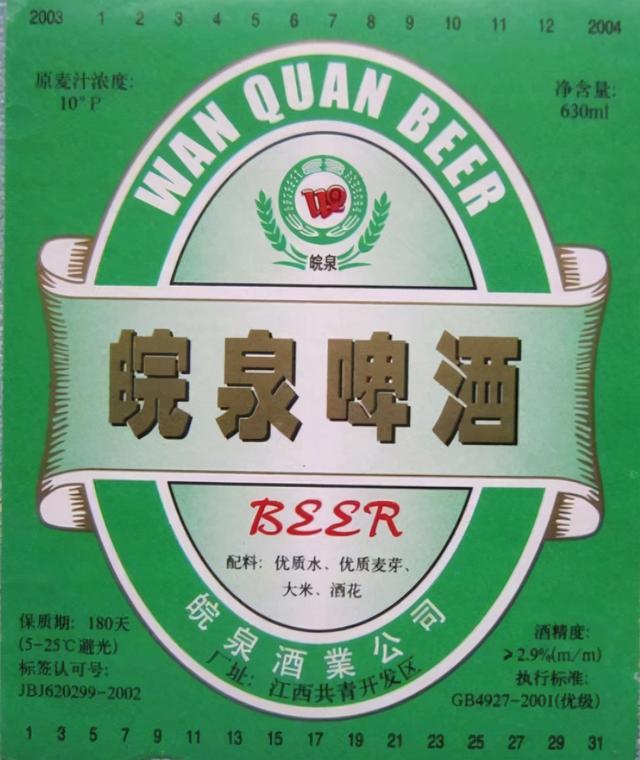 2003 1 2 3 4 5 6 7 8 9 10 11 12 2004
原麦汁浓度:
10°P
净含量:
630ml
WAN QUAN BEER
WQ
皖泉
皖泉啤酒
BEER
配料: 优质水、优质麦芽、
大米、酒花
皖泉酒業公司
厂址: 江西共青开发区
保质期: 180天
(5-25℃避光)
标签认可号:
JBJ620299-2002
酒精度:
≥2.9%(m/m)
执行标准:
GB4927-2001(优级)
1 3 5 7 9 11 13 15 17 19 21 23 25 27 29 31